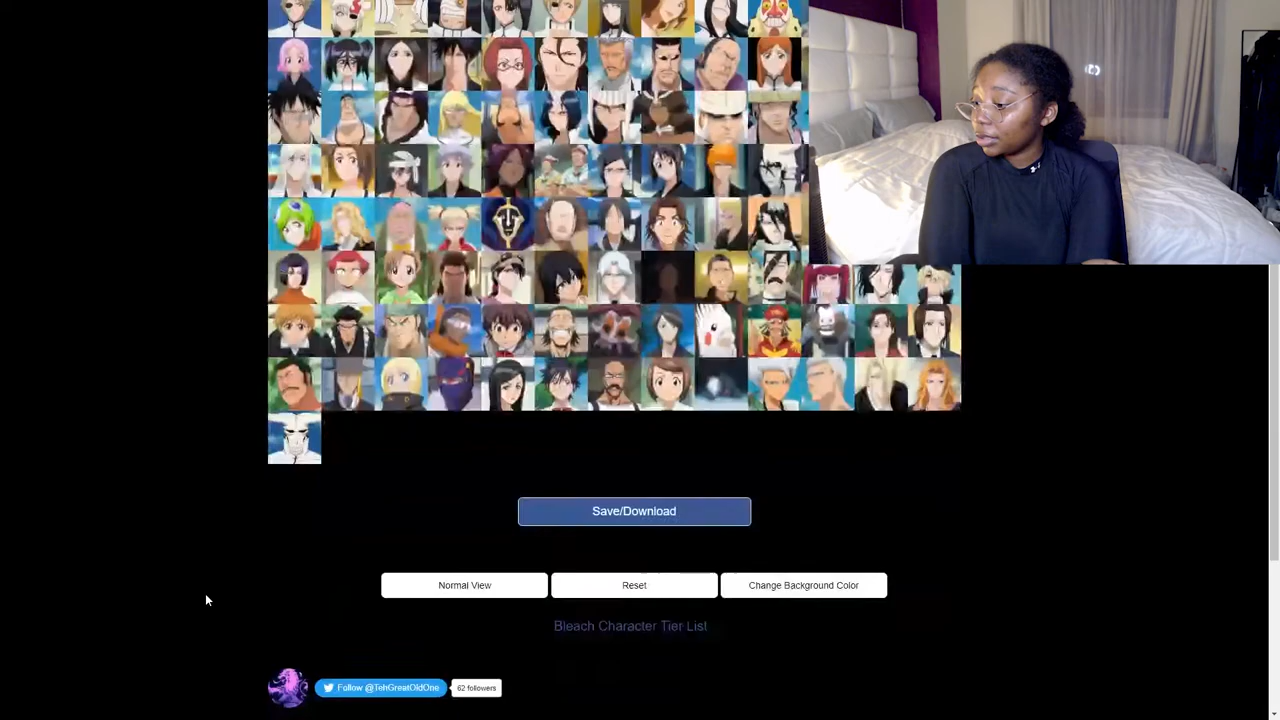 Save/Download
Normal View
Reset
Change Background Color
Bleach Character Tier List
Follow @TehGreatOldOne
62 followers